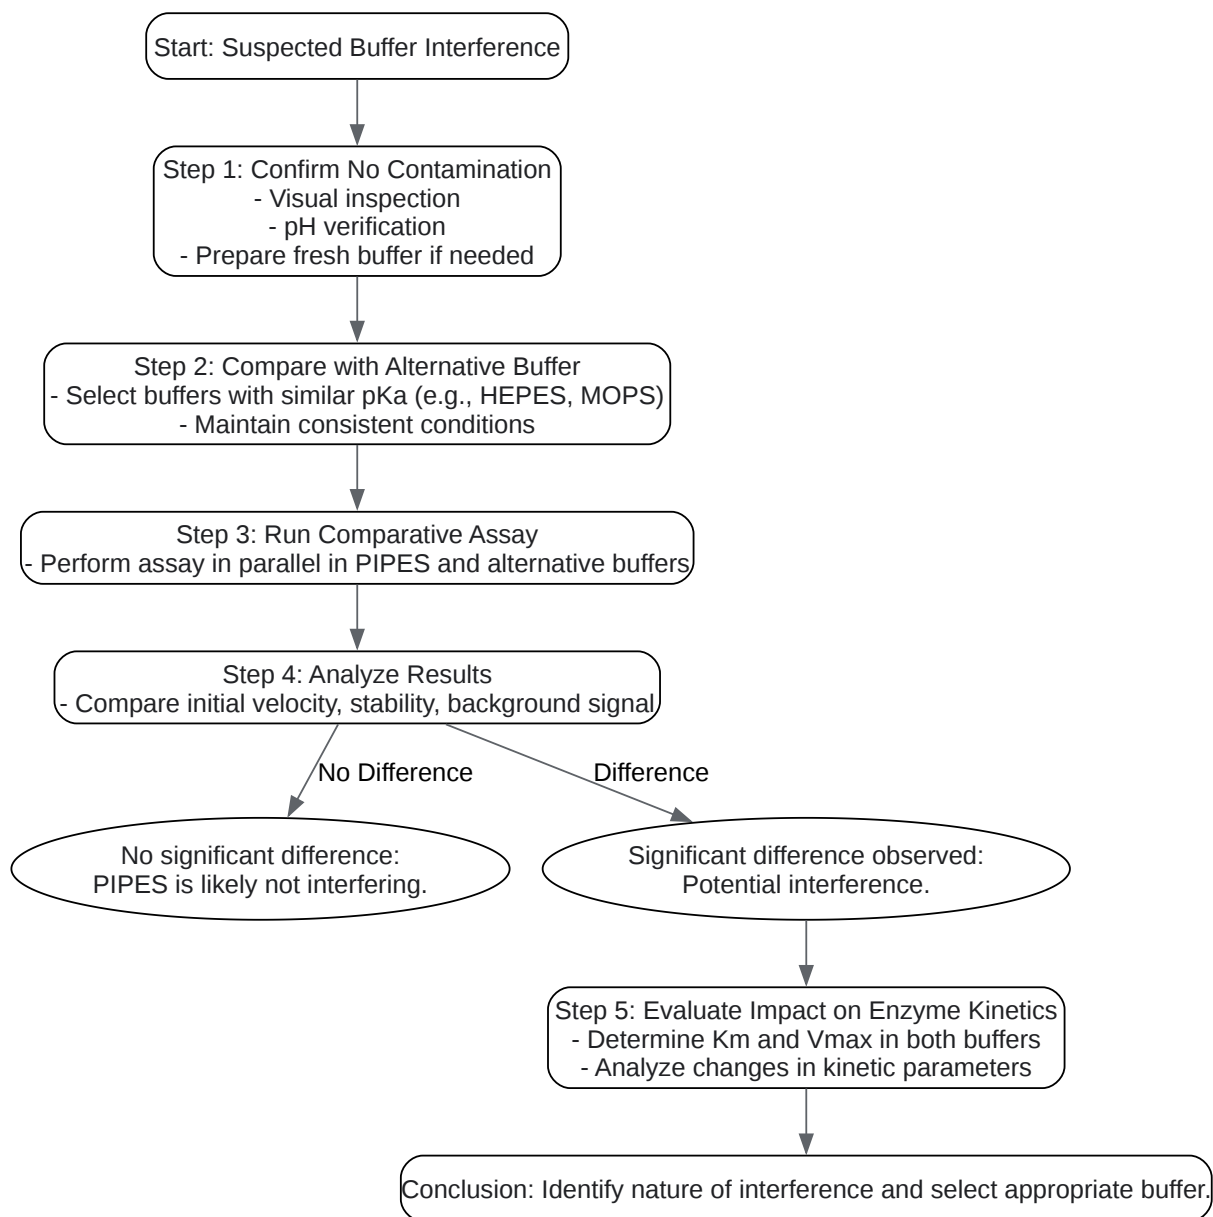 Start: Suspected Buffer Interference
Step 1: Confirm No Contamination
- Visual inspection
- pH verification
- Prepare fresh buffer if needed
Step 2: Compare with Alternative Buffer
- Select buffers with similar pKa (e.g., HEPES, MOPS)
- Maintain consistent conditions
Step 3: Run Comparative Assay
- Perform assay in parallel in PIPES and alternative buffers
Step 4: Analyze Results
- Compare initial velocity, stability, background signal
No Difference
Difference
No significant difference:
PIPES is likely not interfering.
Significant difference observed:
Potential interference.
Step 5: Evaluate Impact on Enzyme Kinetics
- Determine Km and Vmax in both buffers
- Analyze changes in kinetic parameters
Conclusion: Identify nature of interference and select appropriate buffer.